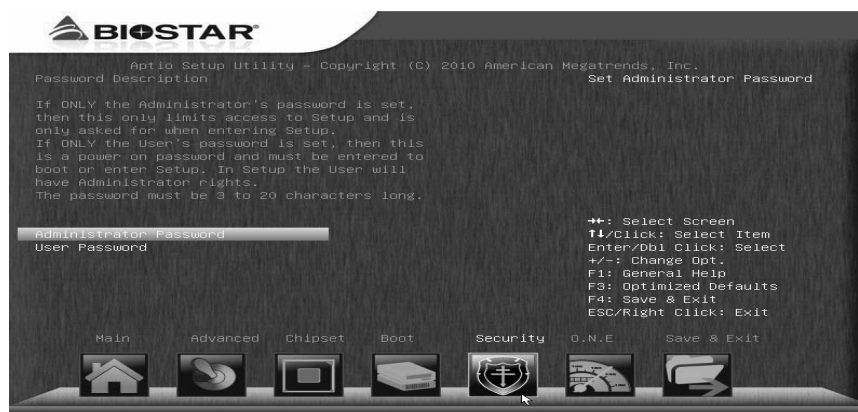 BIOSTAR
Aptio Setup Utility – Copyright (C) 2010 American Megatrends, Inc.
Password Description
Set Administrator Password
If ONLY the Administrator's password is set,
then this only limits access to Setup and is
only asked for when entering Setup.
If ONLY the User's password is set, then this
is a power on password and must be entered to
boot or enter Setup. In Setup the User will
have Administrator rights.
The password must be 3 to 20 characters long.
Administrator Password
User Password
→←: Select Screen
↑↓/Click: Select Item
Enter/Dbl Click: Select
+/-: Change Opt.
F1: General Help
F3: Optimized Defaults
F4: Save & Exit
ESC/Right Click: Exit
Main Advanced Chipset Boot Security O.N.E Save & Exit